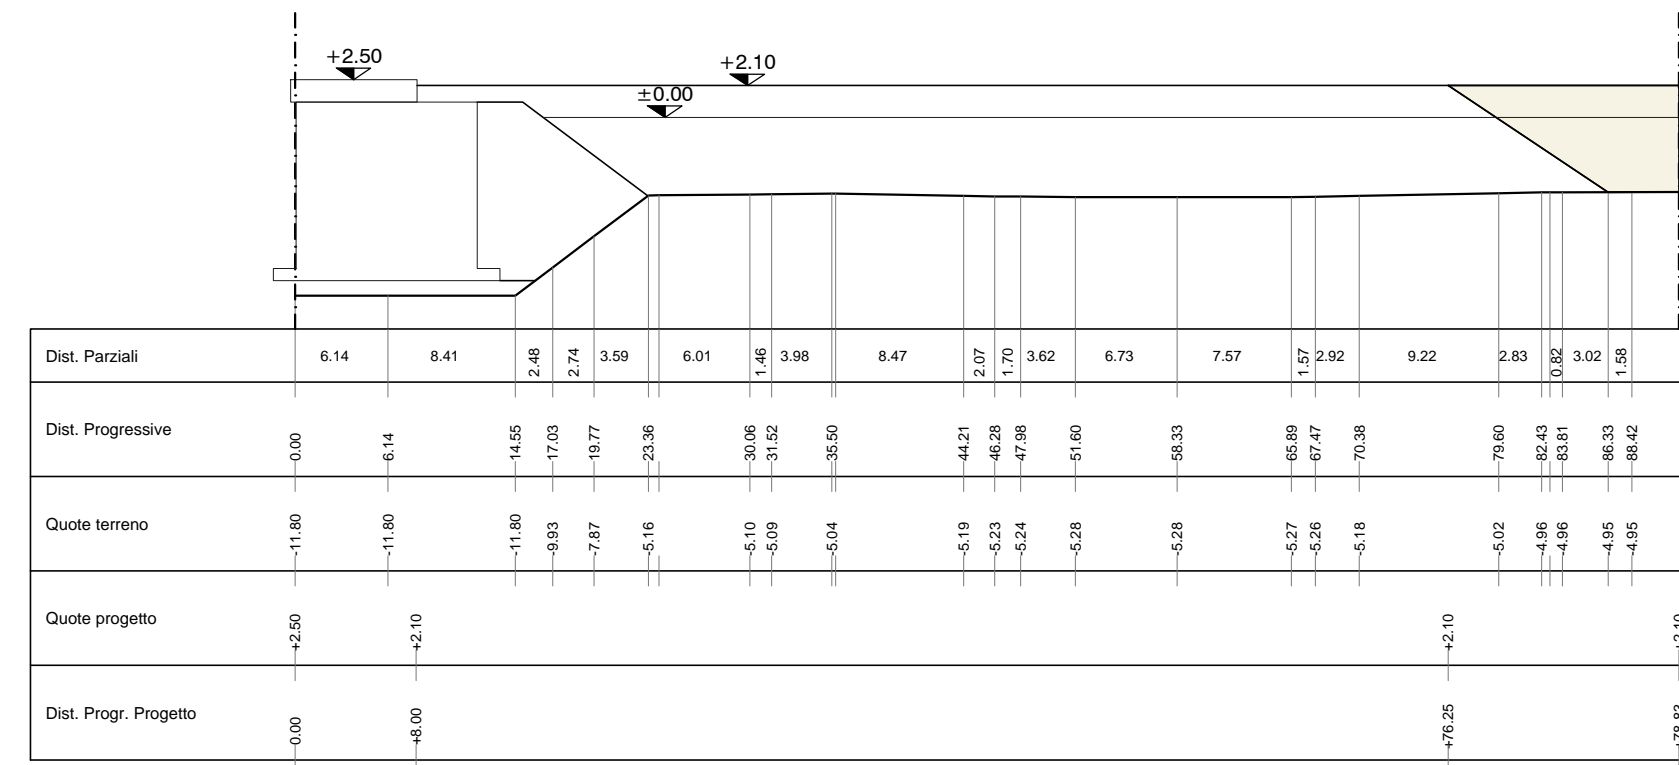 +2.50
+2.10
±0.00
Dist. Parziali 6.14 8.41 2.48 2.74 3.59 6.01 1.46 3.98 8.47 2.07 1.70 3.62 6.73 7.57 1.57 2.92 9.22 2.83 0.82 3.02 1.58
Dist. Progressive 0.00 6.14 14.55 17.03 19.77 23.36 30.06 31.52 35.50 44.21 46.28 47.98 51.60 58.33 65.89 67.47 70.38 79.60 82.43 83.81 86.33 88.42
Quote terreno -11.80 -11.80 -11.80 -9.93 -7.87 -5.16 -5.10 -5.09 -5.04 -5.19 -5.23 -5.24 -5.28 -5.28 -5.27 -5.26 -5.18 -5.02 -4.96 -4.96 -4.95 -4.95
Quote progetto +2.50 +2.10 +2.10 +2.10
Dist. Progr. Progetto 0.00 +8.00 +76.25